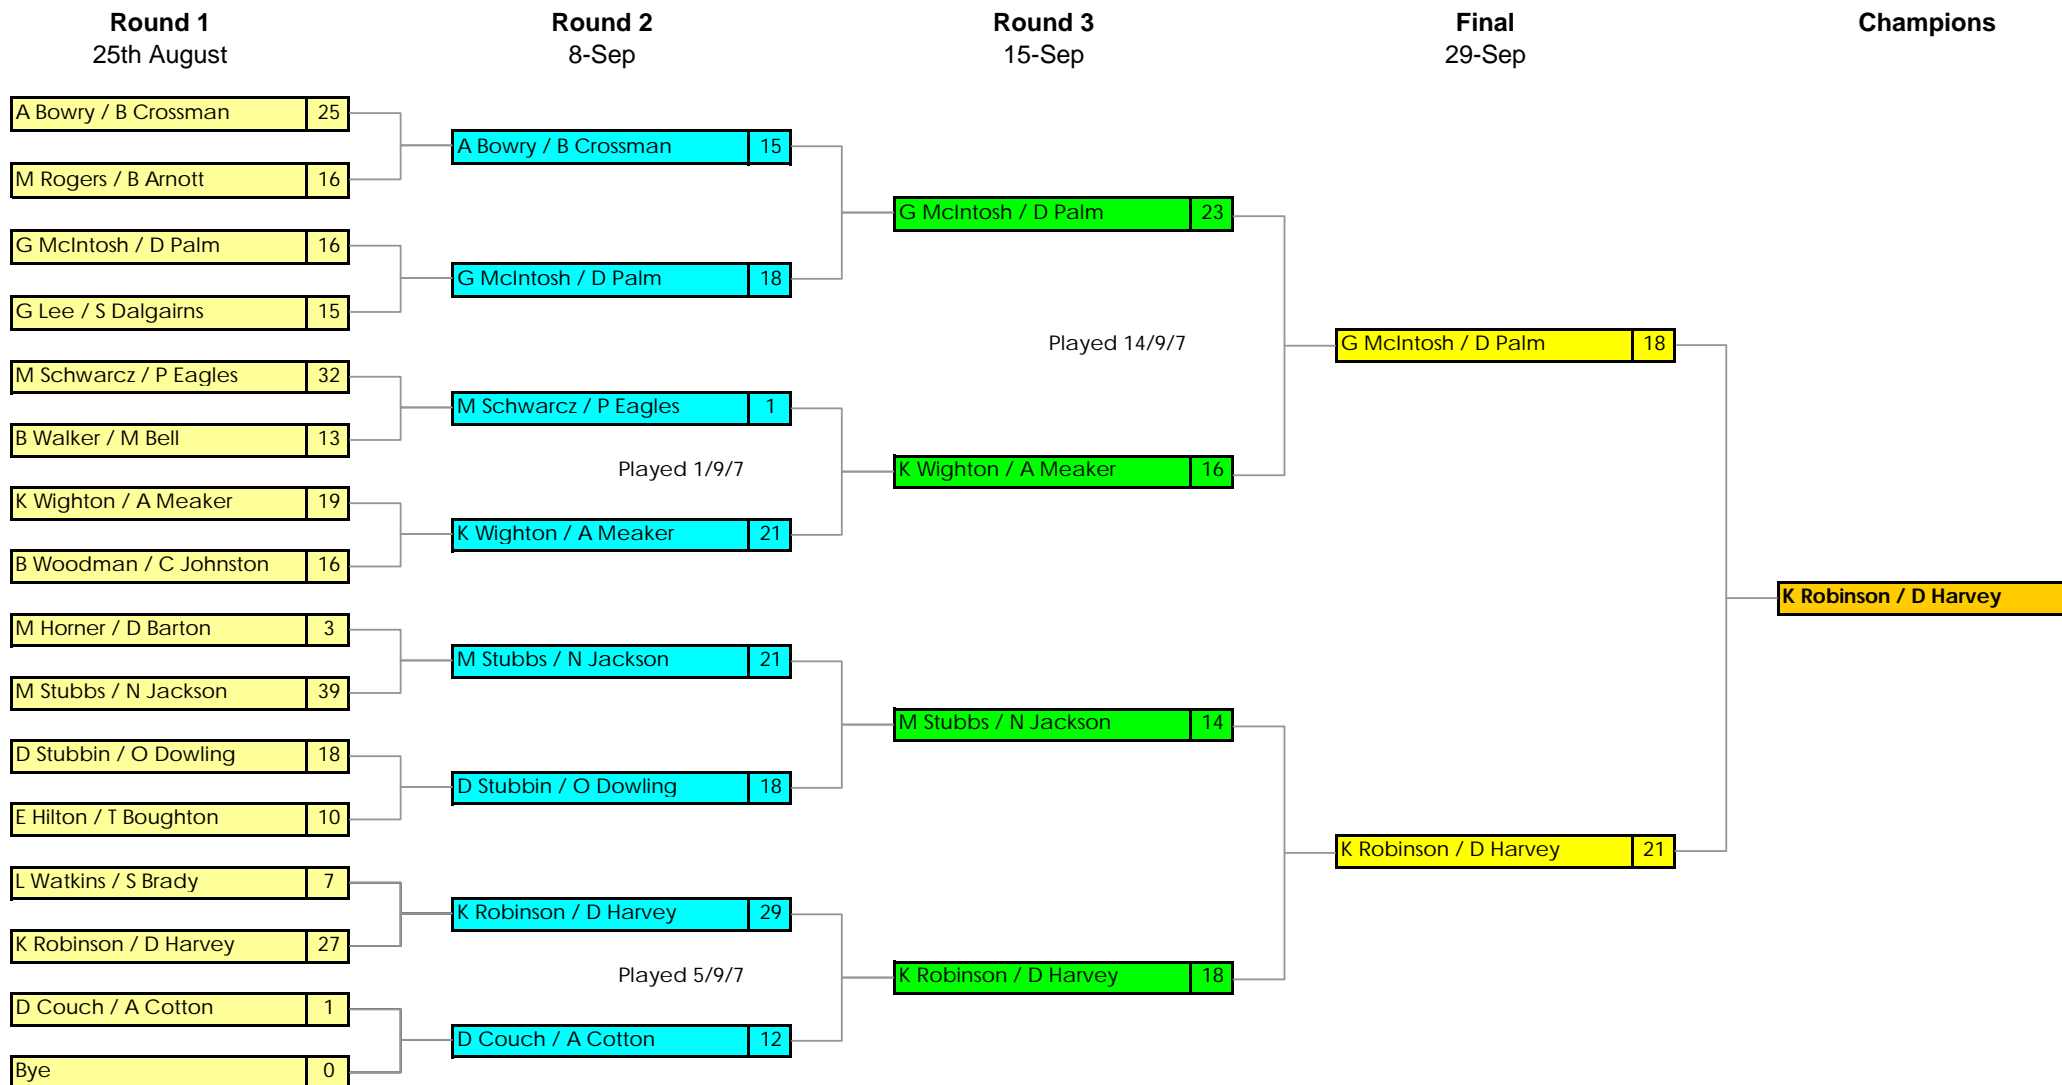 Round 1 Round 2 Round 3 Final Champions
25th August 8-Sep 15-Sep 29-Sep
A Bowry / B Crossman 25
A Bowry / B Crossman 15
M Rogers / B Arnott 16
G McIntosh / D Palm 23
G McIntosh / D Palm 16
G McIntosh / D Palm 18
G Lee / S Dalgairns 15
Played 14/9/7
G McIntosh / D Palm 18
M Schwarcz / P Eagles 32
M Schwarcz / P Eagles 1
B Walker / M Bell 13
Played 1/9/7
K Wighton / A Meaker 16
K Wighton / A Meaker 19
K Wighton / A Meaker 21
B Woodman / C Johnston 16
K Robinson / D Harvey
M Horner / D Barton 3
M Stubbs / N Jackson 21
M Stubbs / N Jackson 39
M Stubbs / N Jackson 14
D Stubbin / O Dowling 18
D Stubbin / O Dowling 18
E Hilton / T Boughton 10
K Robinson / D Harvey 21
L Watkins / S Brady 7
K Robinson / D Harvey 29
K Robinson / D Harvey 27
Played 5/9/7
K Robinson / D Harvey 18
D Couch / A Cotton 1
D Couch / A Cotton 12
Bye 0